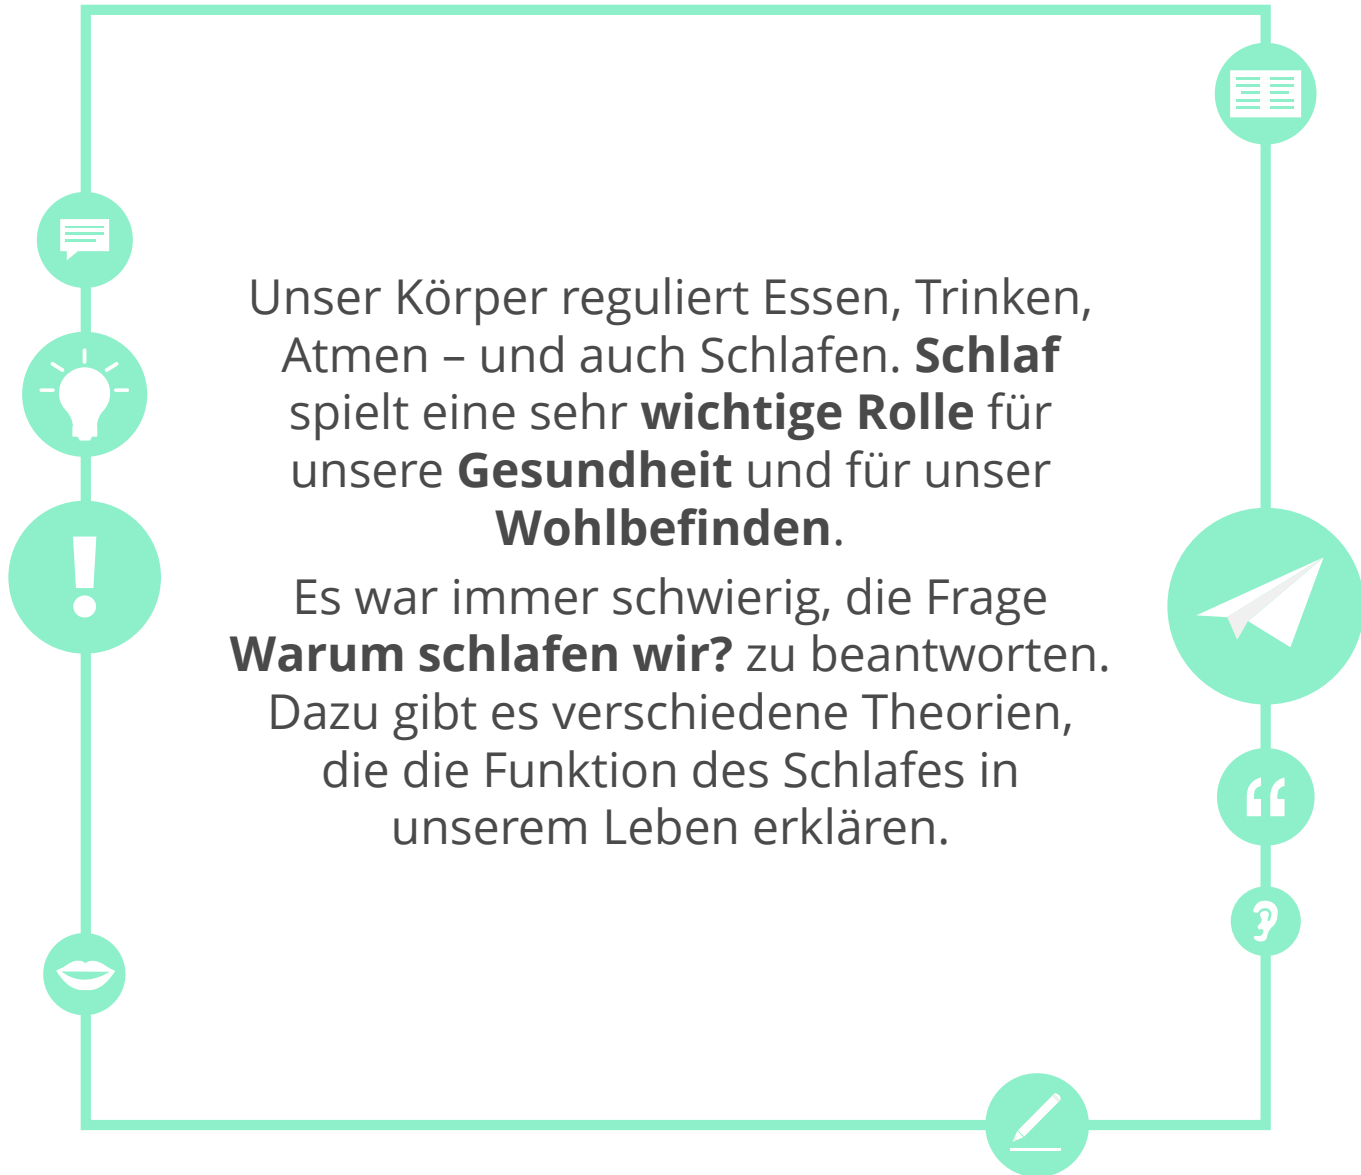 Unser Körper reguliert Essen, Trinken,
Atmen – und auch Schlafen. Schlaf
spielt eine sehr wichtige Rolle für
unsere Gesundheit und für unser
Wohlbefinden.
Es war immer schwierig, die Frage
Warum schlafen wir? zu beantworten.
Dazu gibt es verschiedene Theorien,
die die Funktion des Schlafes in
unserem Leben erklären.